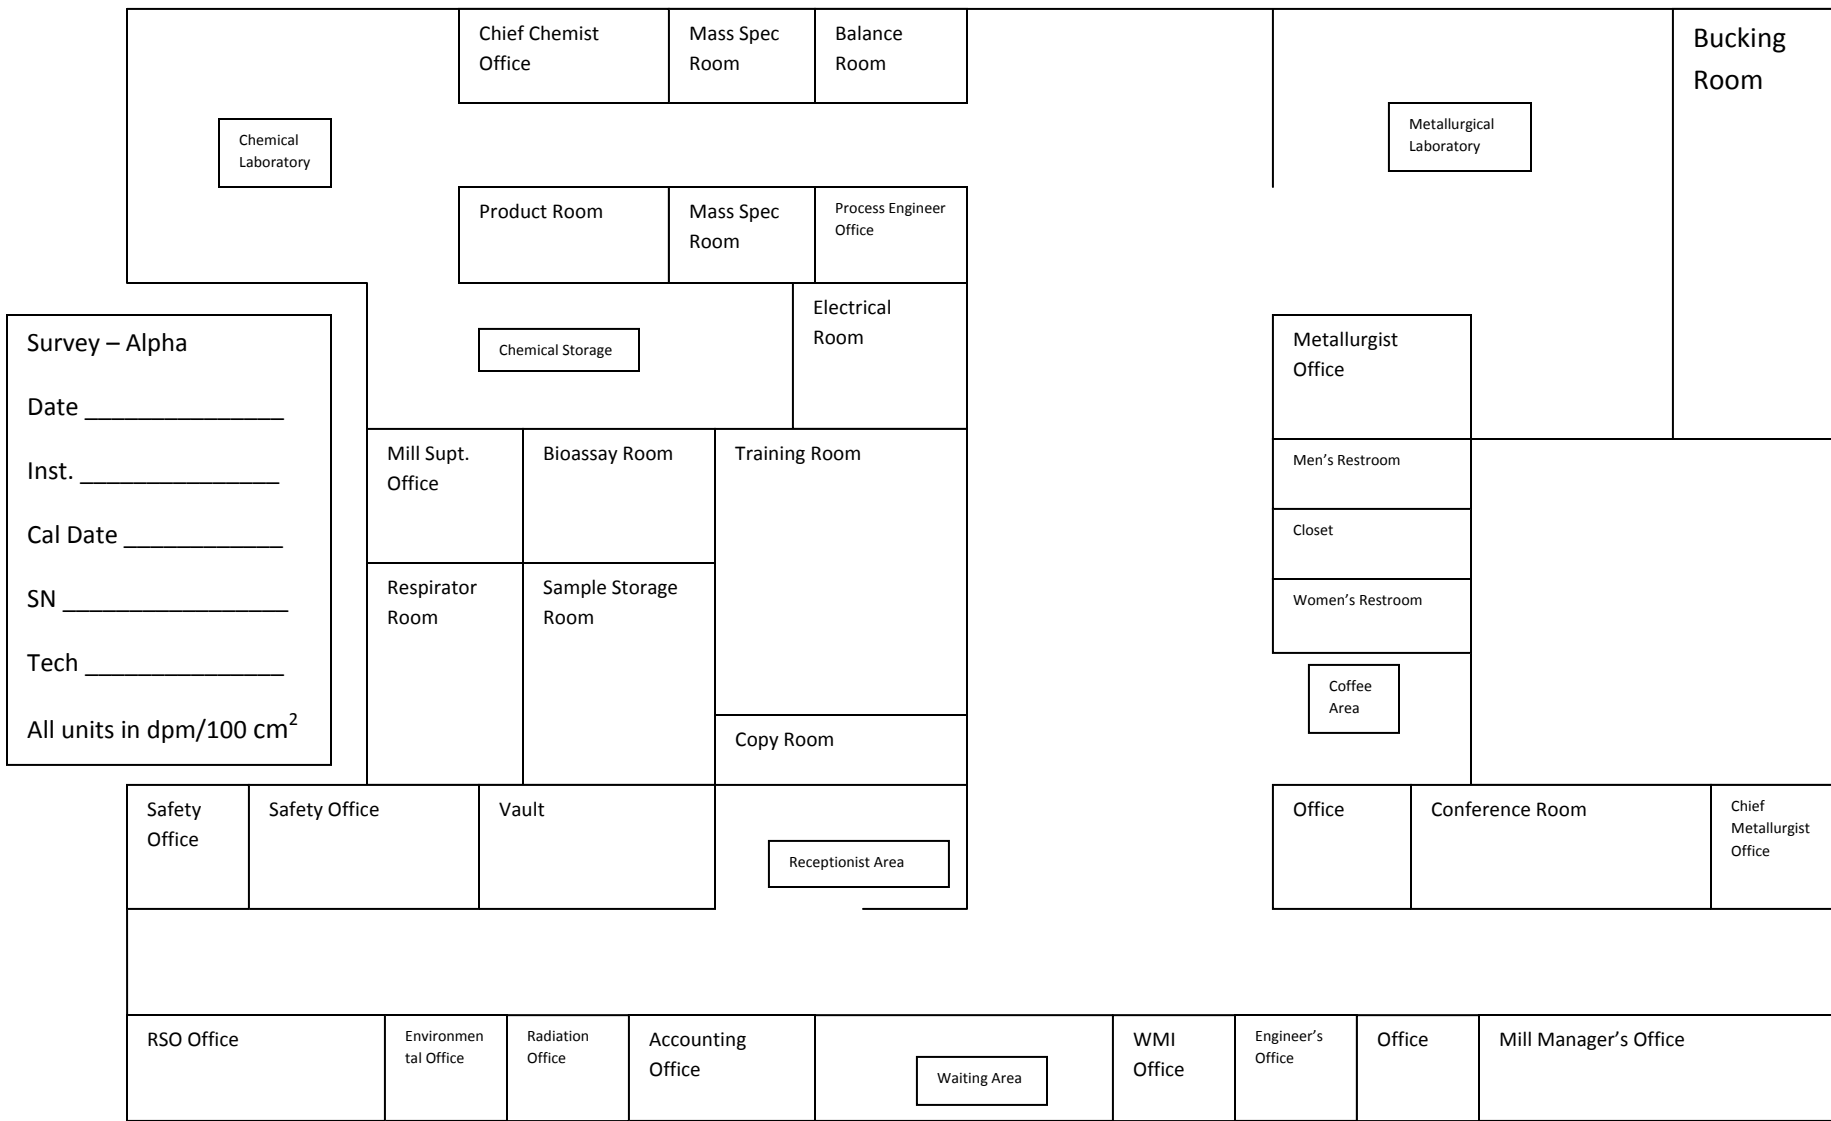 Chief Chemist
Office
Mass Spec
Room
Balance
Room
Bucking
Room
Chemical
Laboratory
Metallurgical
Laboratory
Product Room
Mass Spec
Room
Process Engineer
Office
Electrical
Room
Chemical Storage
Metallurgist
Office
Survey – Alpha
Date _______________
Inst. _______________
Cal Date ____________
SN _________________
Tech _______________
All units in dpm/100 cm²
Mill Supt.
Office
Bioassay Room
Training Room
Men's Restroom
Closet
Respirator
Room
Sample Storage
Room
Women's Restroom
Coffee
Area
Copy Room
Safety
Office
Safety Office
Vault
Receptionist Area
Office
Conference Room
Chief
Metallurgist
Office
RSO Office
Environmen
tal Office
Radiation
Office
Accounting
Office
Waiting Area
WMI
Office
Engineer's
Office
Office
Mill Manager's Office